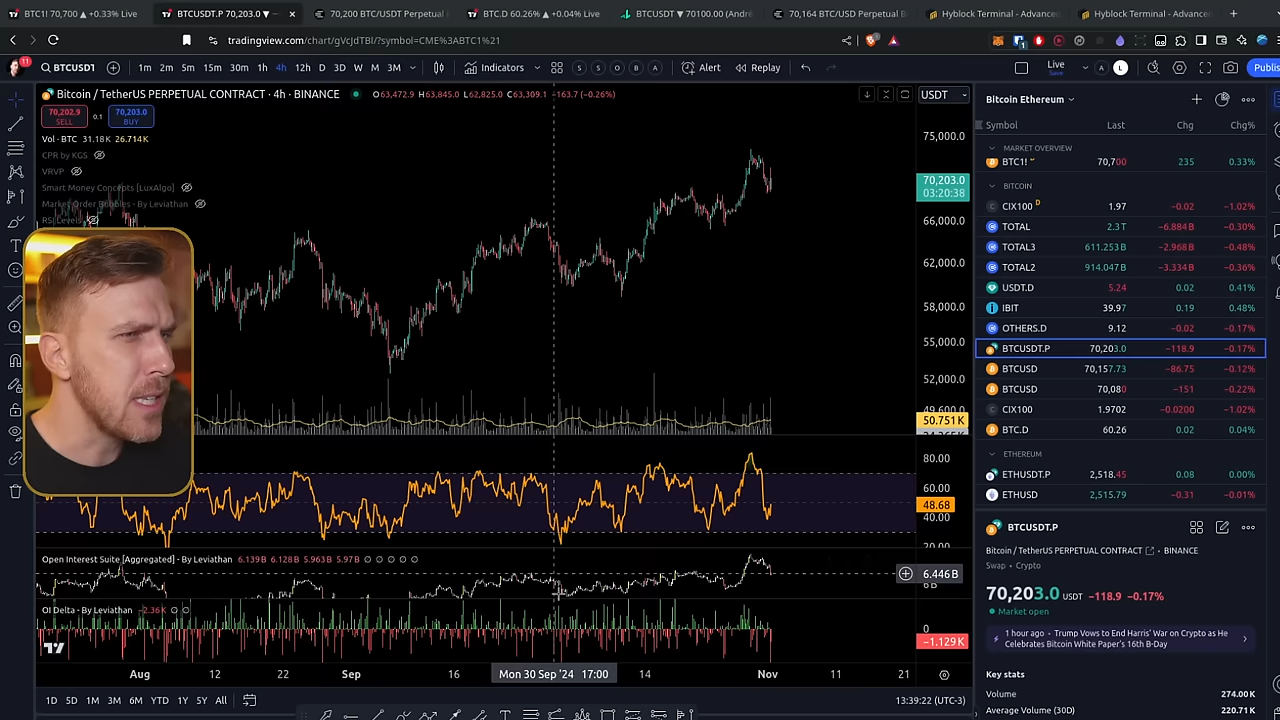 BTC1! 70,700 ▲ +0.33% Live
BTCUSDT.P 70,203.0 ▼
70,200 BTC/USDT Perpetual
BTC.D 60.26% ▲ +0.04% Live
BTCUSDT ▼ 70100.00 (André
70,164 BTC/USD Perpetual
Hyblock Terminal - Advance
Hyblock Terminal - Advance
tradingview.com/chart/gVcJdTBI/?symbol=CME%3ABTC1%21
11
BTCUSDT
1m 2m 5m 15m 30m 1h 4h 12h D 3D W M 3M
Indicators
S S O B A
Alert
Replay
Live
Save
A L
Publis
Bitcoin / TetherUS PERPETUAL CONTRACT · 4h · BINANCE
O63,472.9 H63,845.0 L62,825.0 C63,309.1 −163.7 (−0.26%)
USDT
70,202.9
SELL
0.1
70,203.0
BUY
Vol · BTC 31.18K 26.714K
CPR by KGS
VRVP
Smart Money Concepts [LuxAlgo]
Market Order Bubbles - By Leviathan
RSI Levels
75,000.0
70,203.0
03:20:38
66,000.0
62,000.0
58,000.0
55,000.0
52,000.0
49,600.0
50.751K
80.00
60.00
48.68
40.00
20.00
Open Interest Suite [Aggregated] - By Leviathan 6.139B 6.128B 5.963B 5.97B ∅ ∅ ∅ ∅ ∅
6.446B
6B
OI Delta - By Leviathan −2.36K ∅ ∅
0
−1.129K
Aug 12 22 Sep 16 Mon 30 Sep '24 17:00 14 Nov 11 21
1D 5D 1M 3M 6M YTD 1Y 5Y All
13:39:22 (UTC-3)
Bitcoin Ethereum
Symbol Last Chg Chg%
MARKET OVERVIEW
BTC1! 70,700 235 0.33%
BITCOIN
CIX100 D 1.97 −0.02 −1.02%
TOTAL 2.3T −6.884B −0.30%
TOTAL3 611.253B −2.968B −0.48%
TOTAL2 914.047B −3.334B −0.36%
USDT.D 5.24 0.02 0.41%
IBIT 39.97 0.19 0.48%
OTHERS.D 9.12 −0.02 −0.17%
BTCUSDT.P 70,203.0 −118.9 −0.17%
BTCUSD 70,157.73 −86.75 −0.12%
BTCUSD 70,080 −151 −0.22%
CIX100 1.9702 −0.0200 −1.02%
BTC.D 60.26 0.02 0.04%
ETHEREUM
ETHUSDT.P 2,518.45 0.08 0.00%
ETHUSD 2,515.79 −0.31 −0.01%
BTCUSDT.P
Bitcoin / TetherUS PERPETUAL CONTRACT · BINANCE
Swap · Crypto
70,203.0 USDT −118.9 −0.17%
Market open
1 hour ago · Trump Vows to End Harris' War on Crypto as He
Celebrates Bitcoin White Paper's 16th B-Day
Key stats
Volume 274.00K
Average Volume (30D) 220.71K